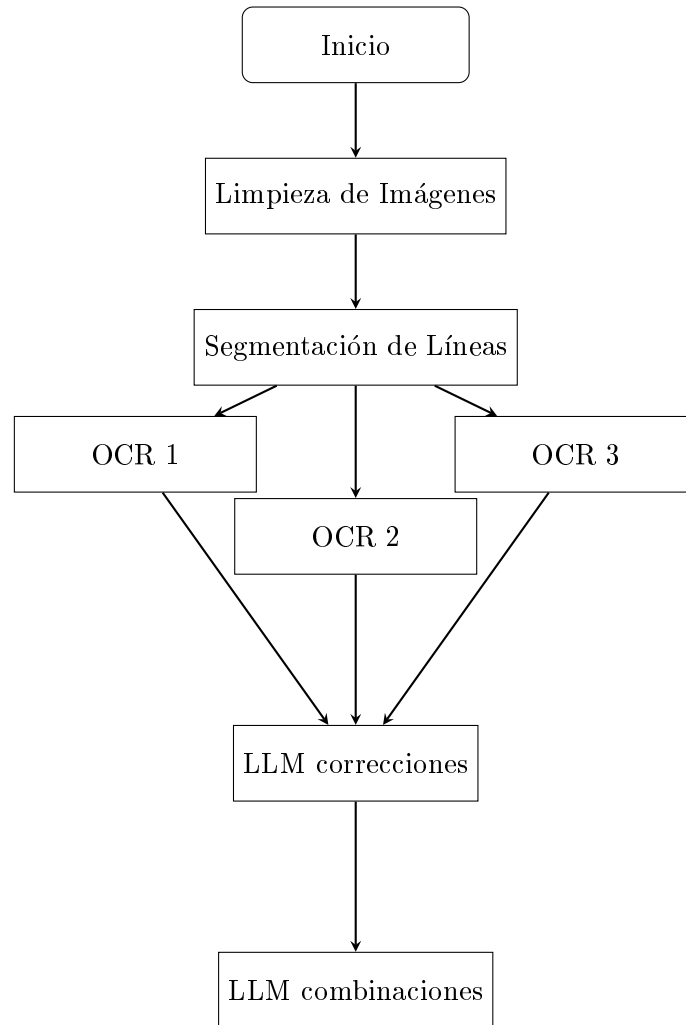 Inicio
Limpieza de Imágenes
Segmentación de Líneas
OCR 1
OCR 3
OCR 2
LLM correcciones
LLM combinaciones